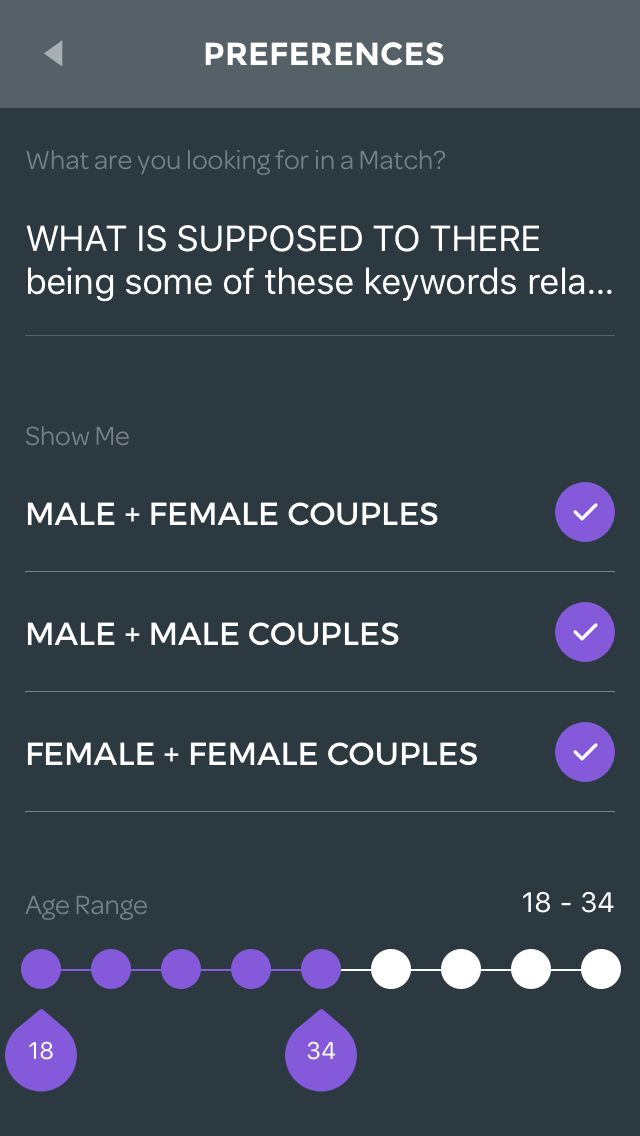 PREFERENCES
What are you looking for in a Match?
WHAT IS SUPPOSED TO THERE
being some of these keywords rela...
Show Me
MALE + FEMALE COUPLES
MALE + MALE COUPLES
FEMALE + FEMALE COUPLES
Age Range
18 - 34
18
34